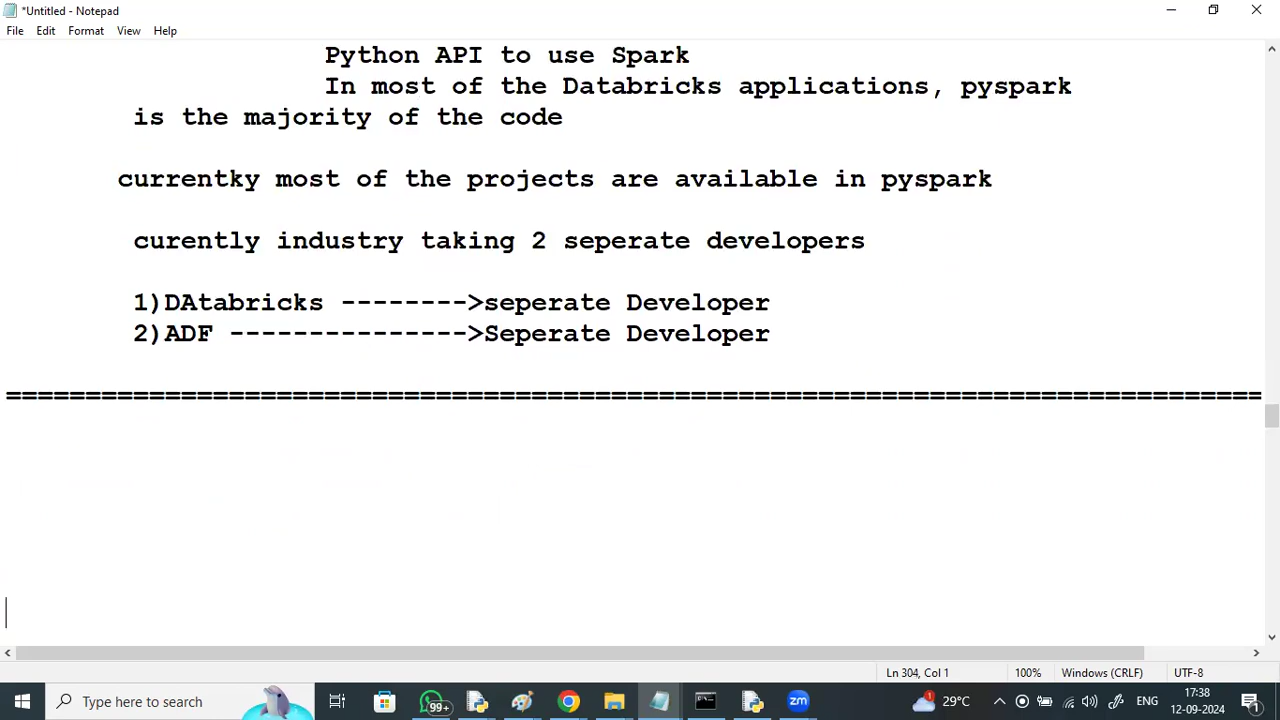 *Untitled - Notepad
File Edit Format View Help
Python API to use Spark
In most of the Databricks applications, pyspark
is the majority of the code
currentky most of the projects are available in pyspark
curently industry taking 2 seperate developers
1)DAtabricks -------->seperate Developer
2)ADF --------------->Seperate Developer
===============================================================================
Ln 304, Col 1 100% Windows (CRLF) UTF-8
Type here to search 99+ zm 1 29°C ENG 17:38 1
12-09-2024